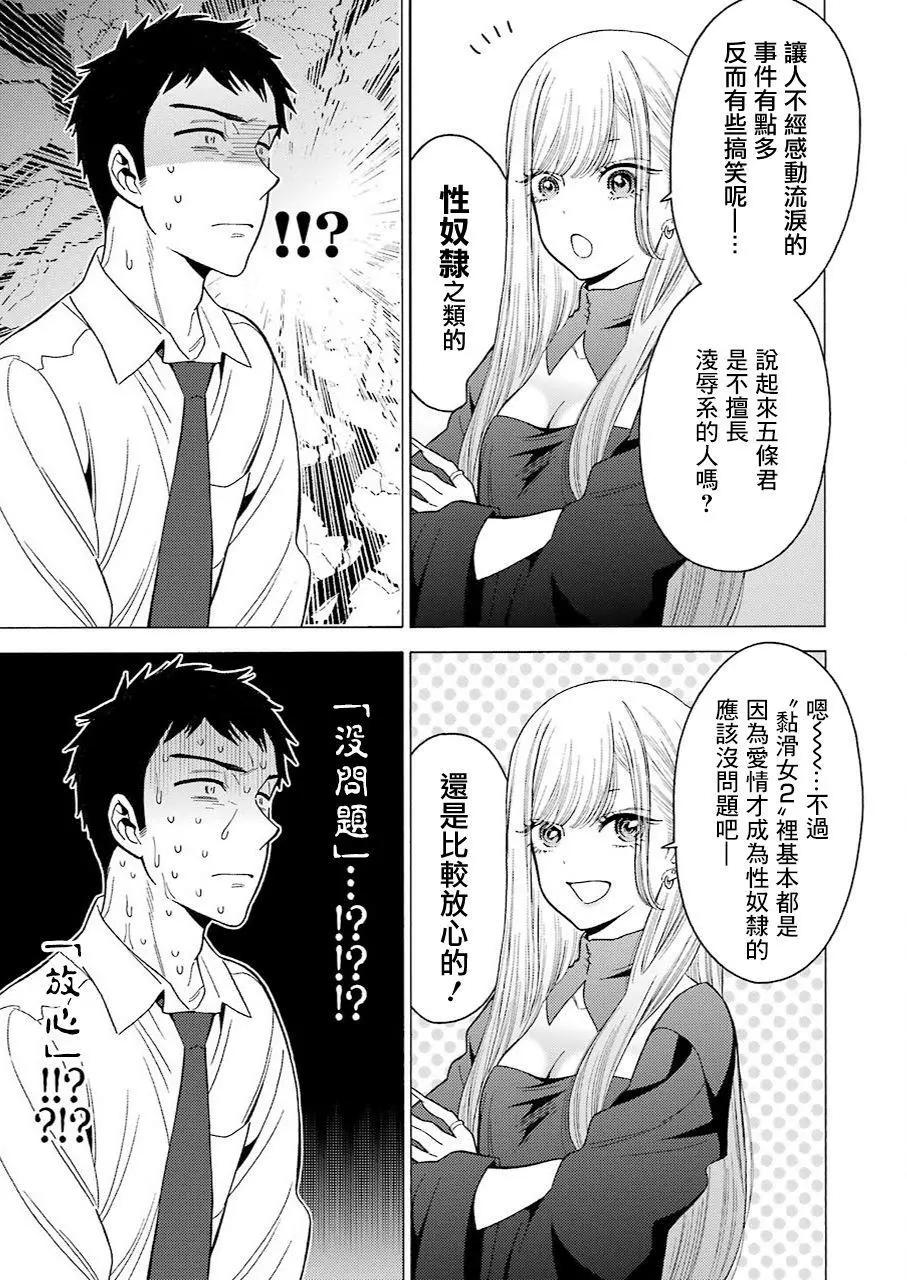 讓人不經感動流淚的
事件有點多
反而有些搞笑呢──…
說起來五條君
是不擅長
淩辱系的人嗎？
性奴隸之類的
!!?
嗯~~~~…不過
〝黏滑女2〞裡基本都是
因為愛情才成為性奴隸的
應該沒問題吧─
還是比較放心的！
「没問題」…!?!?!?
「放心」!!??!?